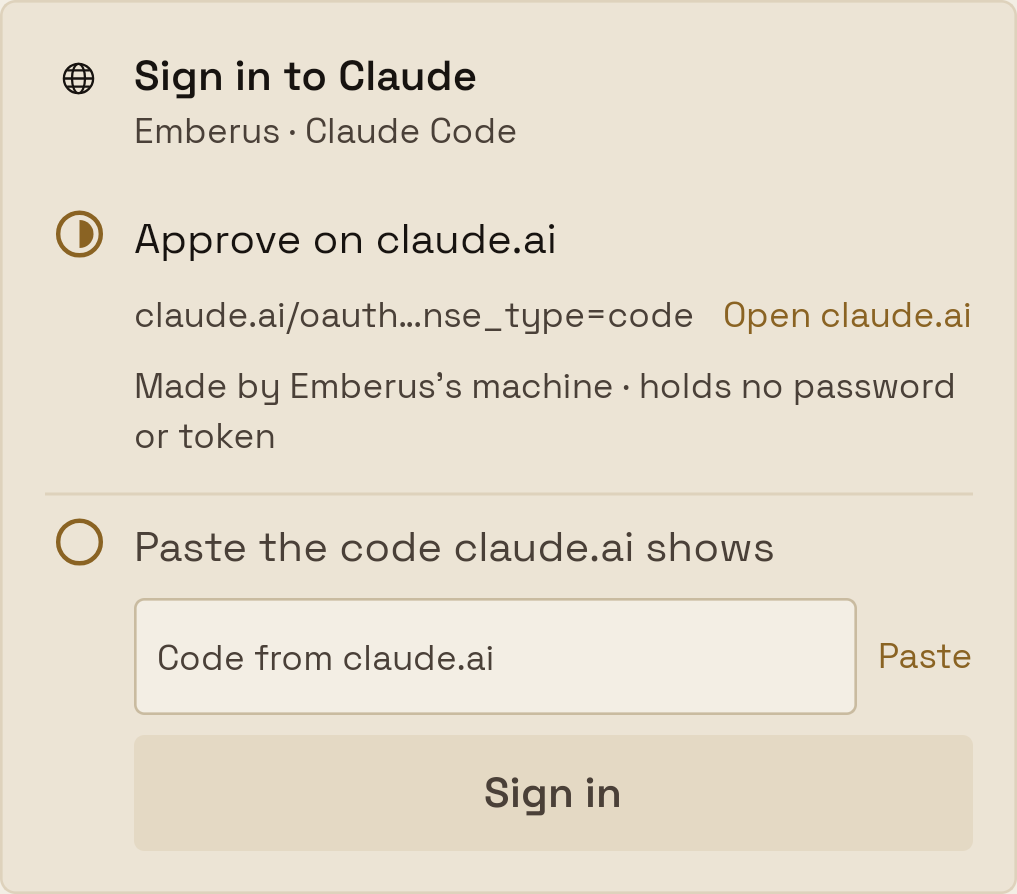 Sign in to Claude
Emberus · Claude Code
Approve on claude.ai
claude.ai/oauth…nse_type=code Open claude.ai
Made by Emberus’s machine · holds no password
or token
Paste the code claude.ai shows
Code from claude.ai Paste
Sign in